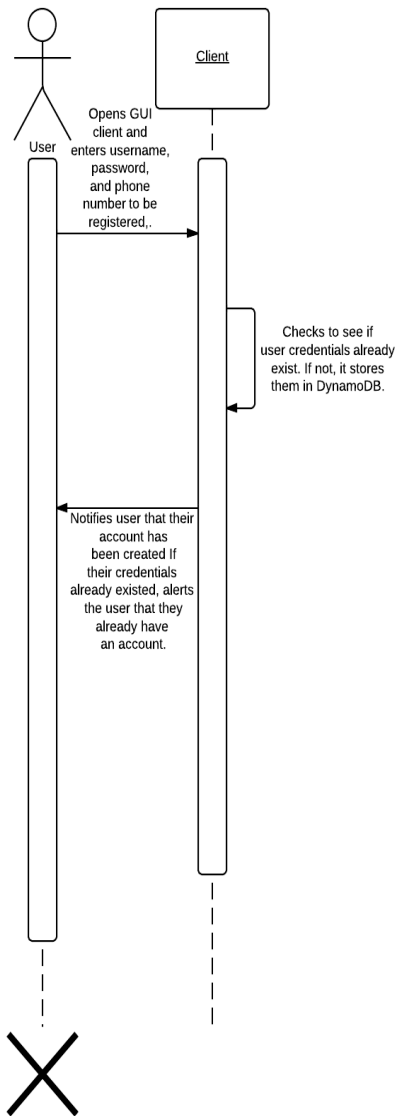 Client
Opens GUI
client and
enters username,
password,
and phone
number to be
registered,.
User
Checks to see if
user credentials already
exist. If not, it stores
them in DynamoDB.
Notifies user that their
account has
been created If
their credentials
already existed, alerts
the user that they
already have
an account.